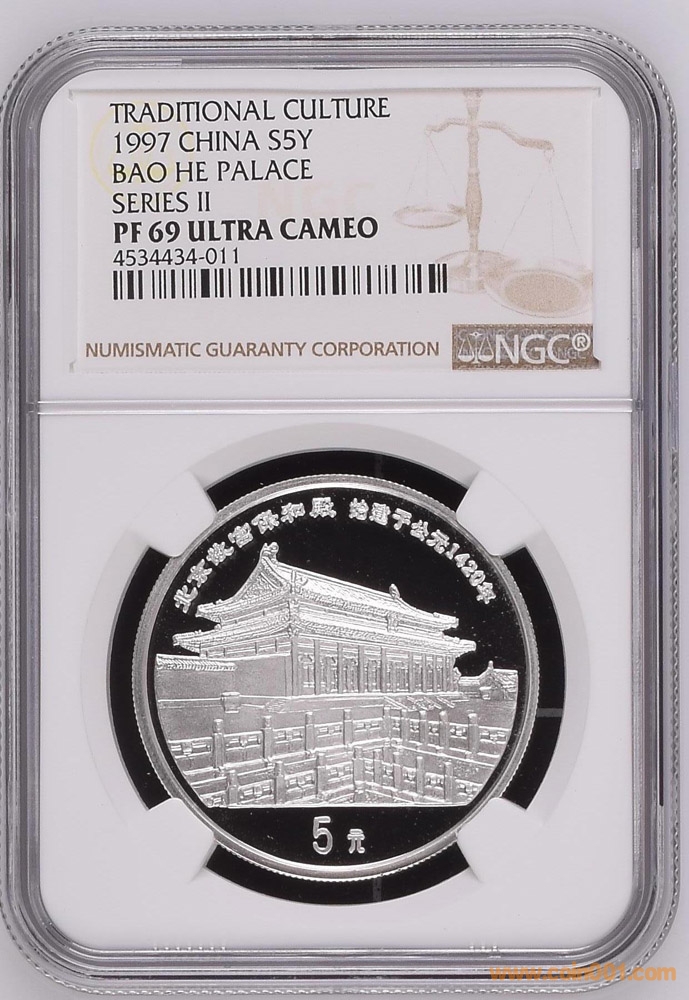 TRADITIONAL CULTURE
1997 CHINA S5Y
BAO HE PALACE
SERIES II
PF 69 ULTRA CAMEO
4534434-011
NUMISMATIC GUARANTY CORPORATION
NGC®
北京故宫保和殿 始建于公元1420年
5元